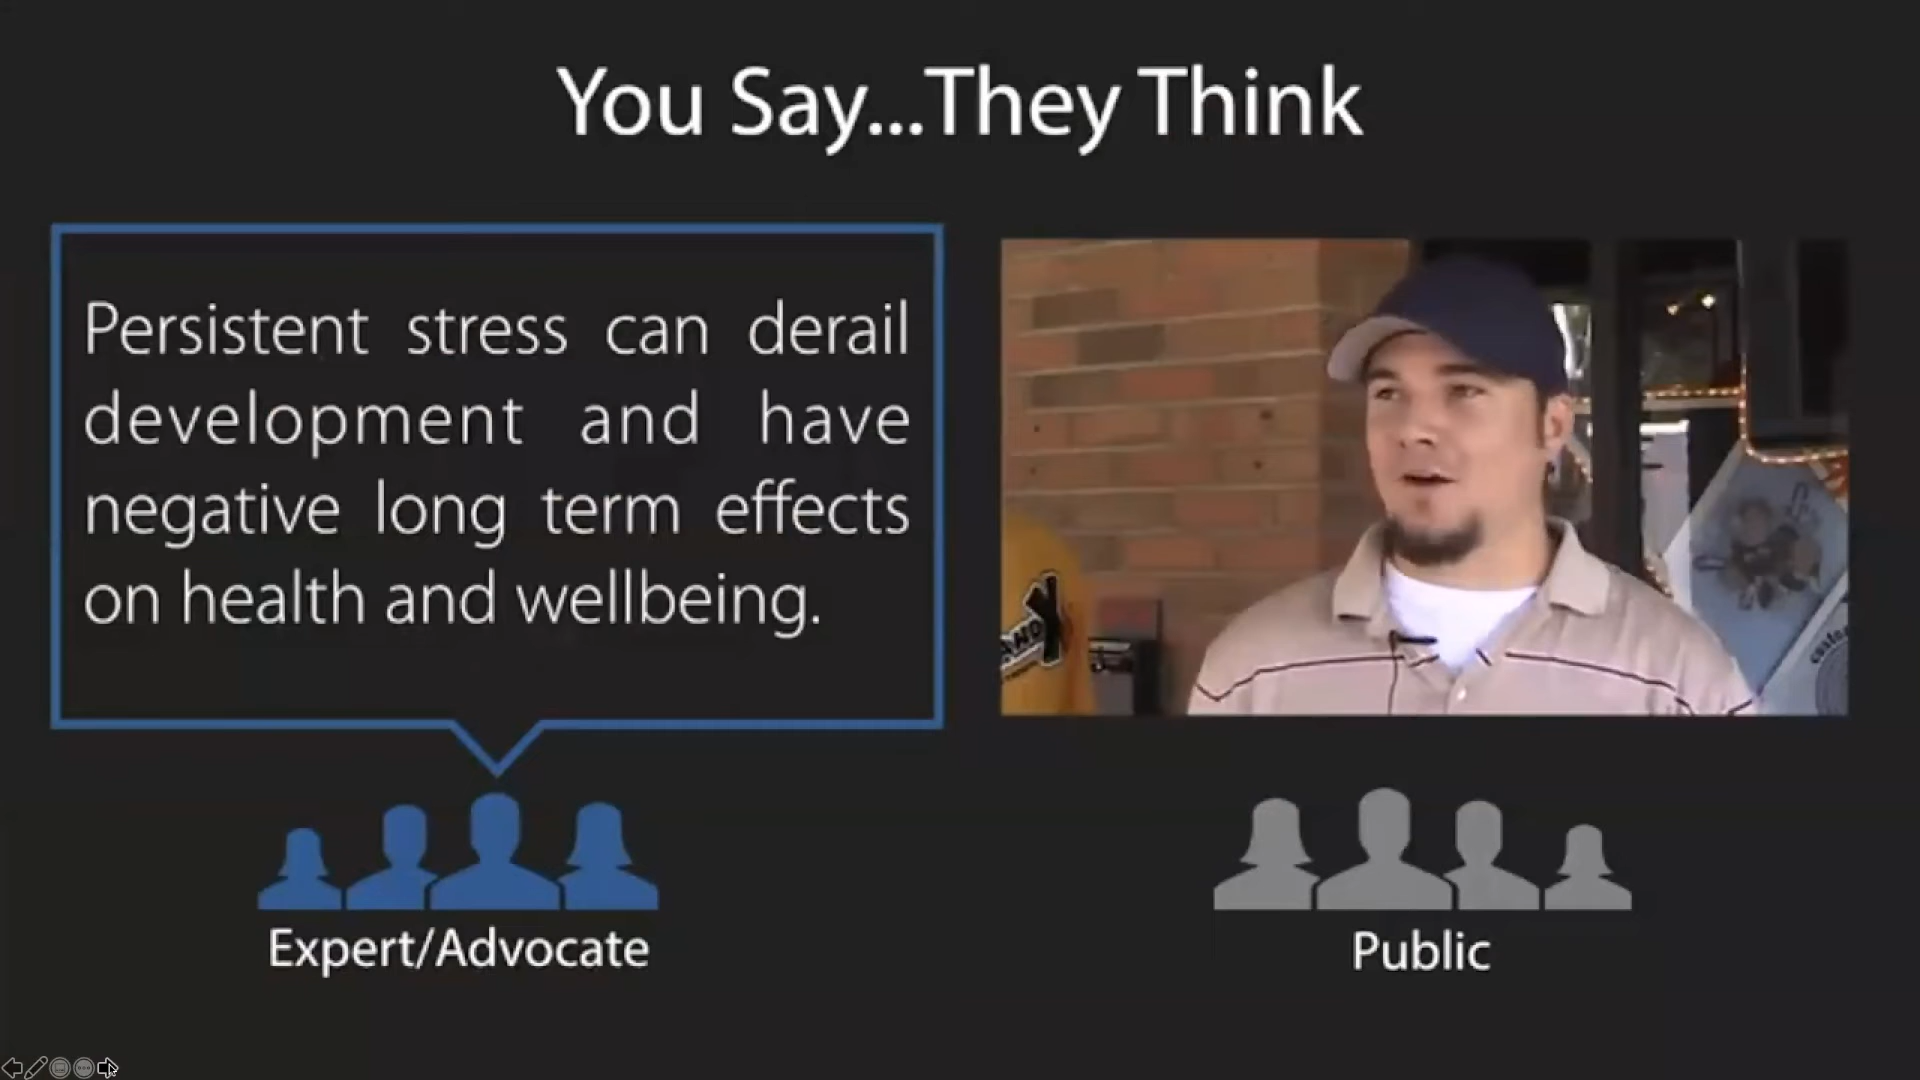 You Say...They Think
Persistent stress can derail
development and have
negative long term effects
on health and wellbeing.
Expert/Advocate
Public